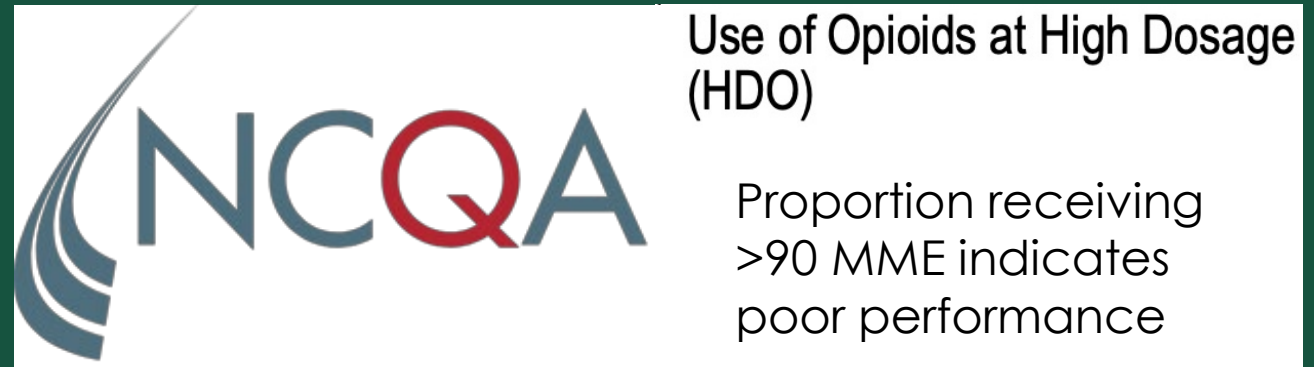 NCQA
Use of Opioids at High Dosage
(HDO)
Proportion receiving
>90 MME indicates
poor performance